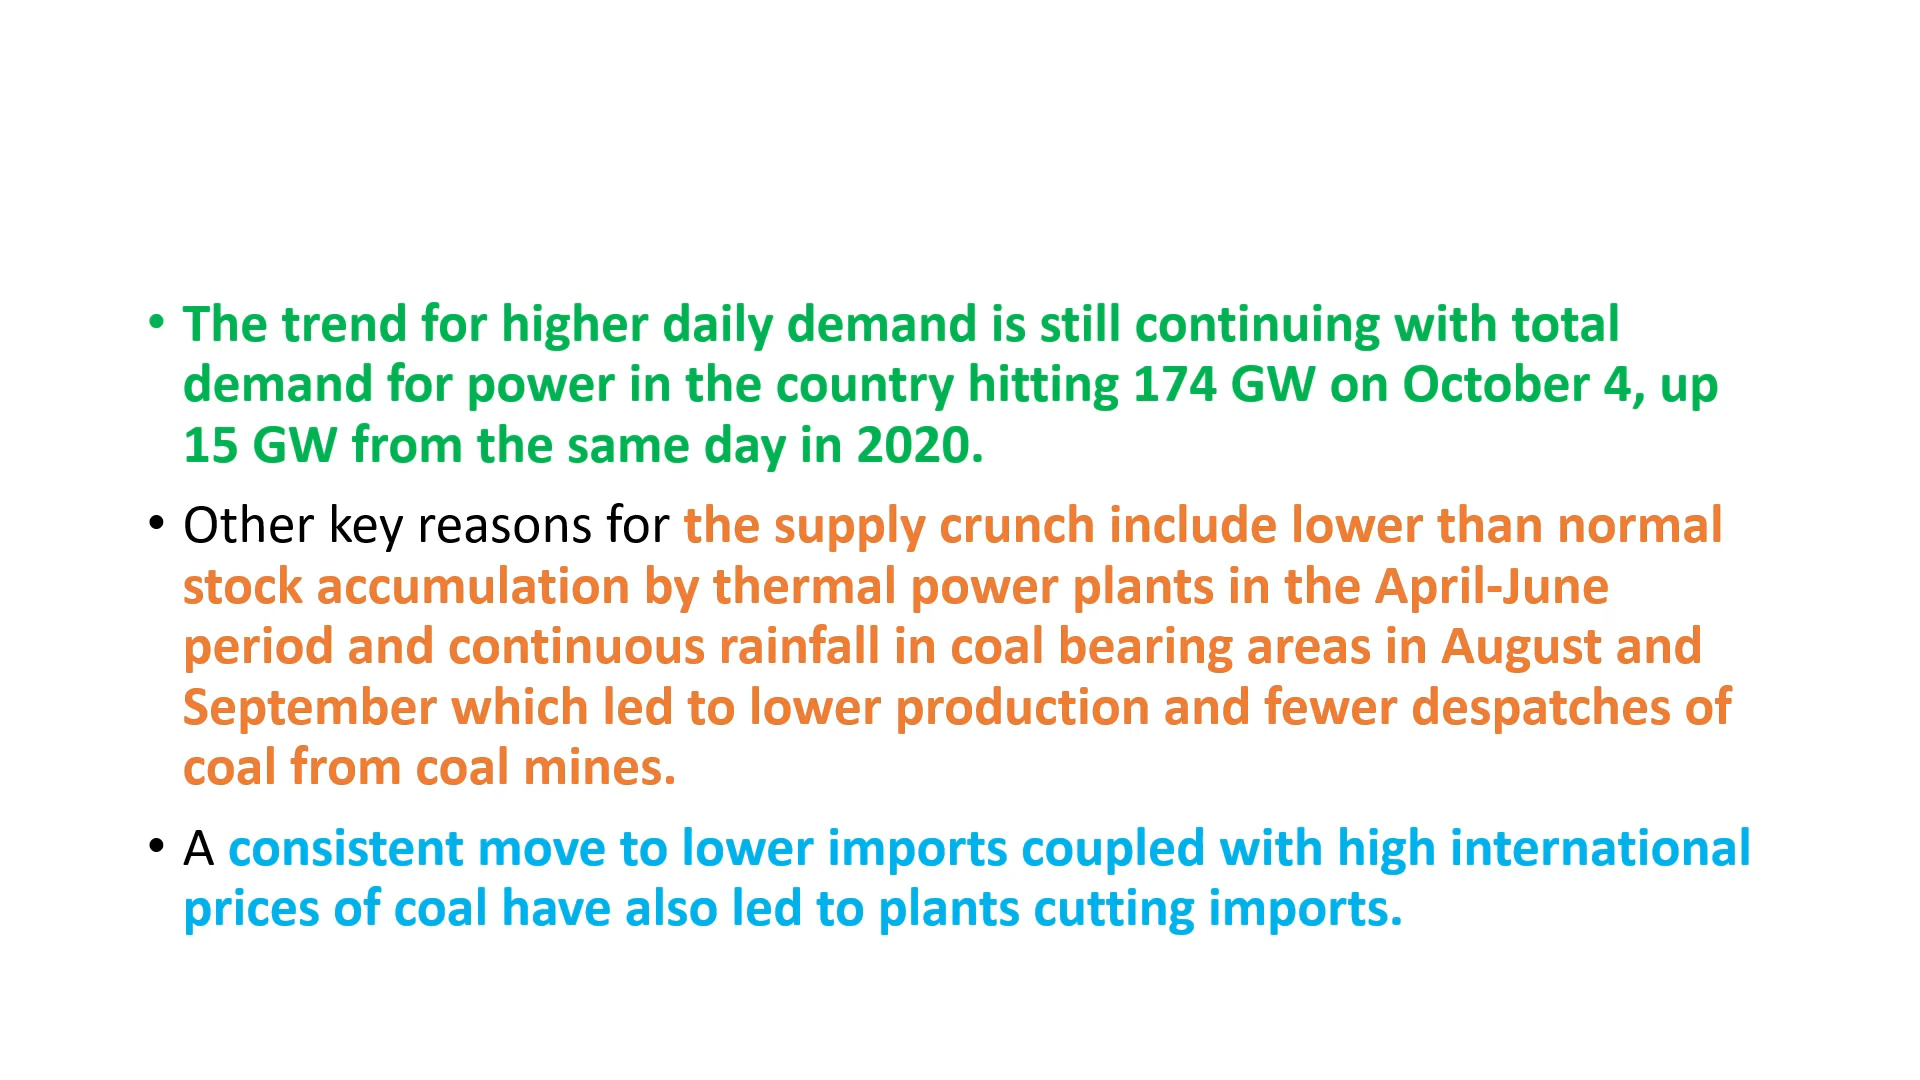 • The trend for higher daily demand is still continuing with total
demand for power in the country hitting 174 GW on October 4, up
15 GW from the same day in 2020.
• Other key reasons for the supply crunch include lower than normal
stock accumulation by thermal power plants in the April-June
period and continuous rainfall in coal bearing areas in August and
September which led to lower production and fewer despatches of
coal from coal mines.
• A consistent move to lower imports coupled with high international
prices of coal have also led to plants cutting imports.